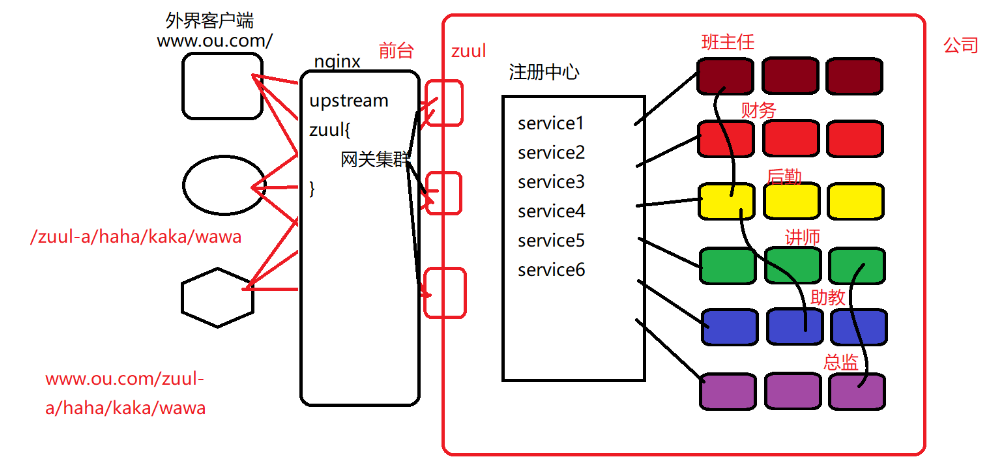 外界客户端
www.ou.com/
nginx
前台
zuul
公司
upstream
zuul{
网关集群
}
/zuul-a/haha/kaka/wawa
www.ou.com/zuul-
a/haha/kaka/wawa
注册中心
service1
service2
service3
service4
service5
service6
班主任
财务
后勤
讲师
助教
总监